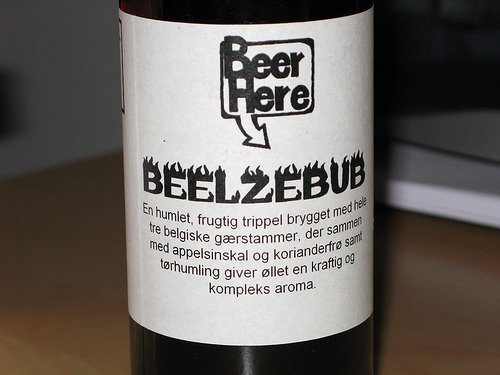 Beer
Here
BEELZEBUB
En humlet, frugtig trippel brygget med hele
tre belgiske gærstammer, der sammen
med appelsinskal og korianderfrø samt
tørhumling giver øllet en kraftig og
kompleks aroma.